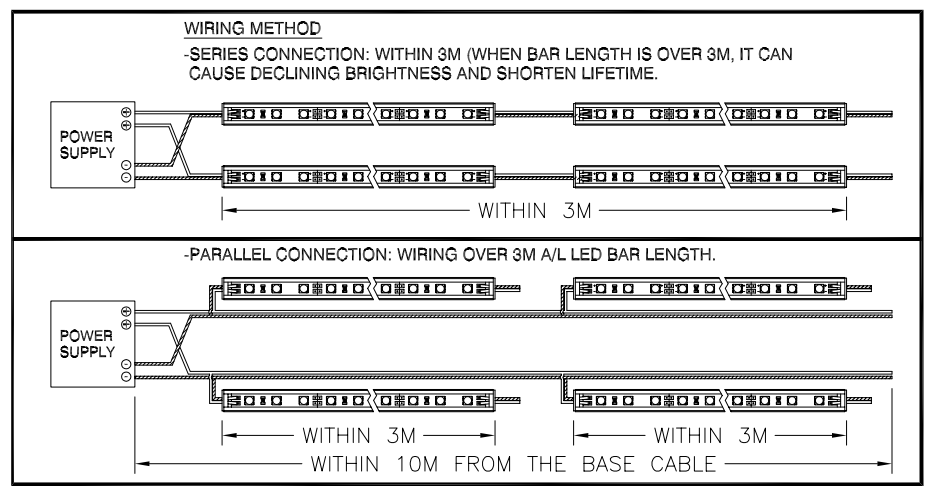 WIRING METHOD
-SERIES CONNECTION: WITHIN 3M (WHEN BAR LENGTH IS OVER 3M, IT CAN
CAUSE DECLINING BRIGHTNESS AND SHORTEN LIFETIME.
+
+
POWER
SUPPLY
-
-
WITHIN 3M
-PARALLEL CONNECTION: WIRING OVER 3M A/L LED BAR LENGTH.
+
+
POWER
SUPPLY
-
-
WITHIN 3M
WITHIN 3M
WITHIN 10M FROM THE BASE CABLE